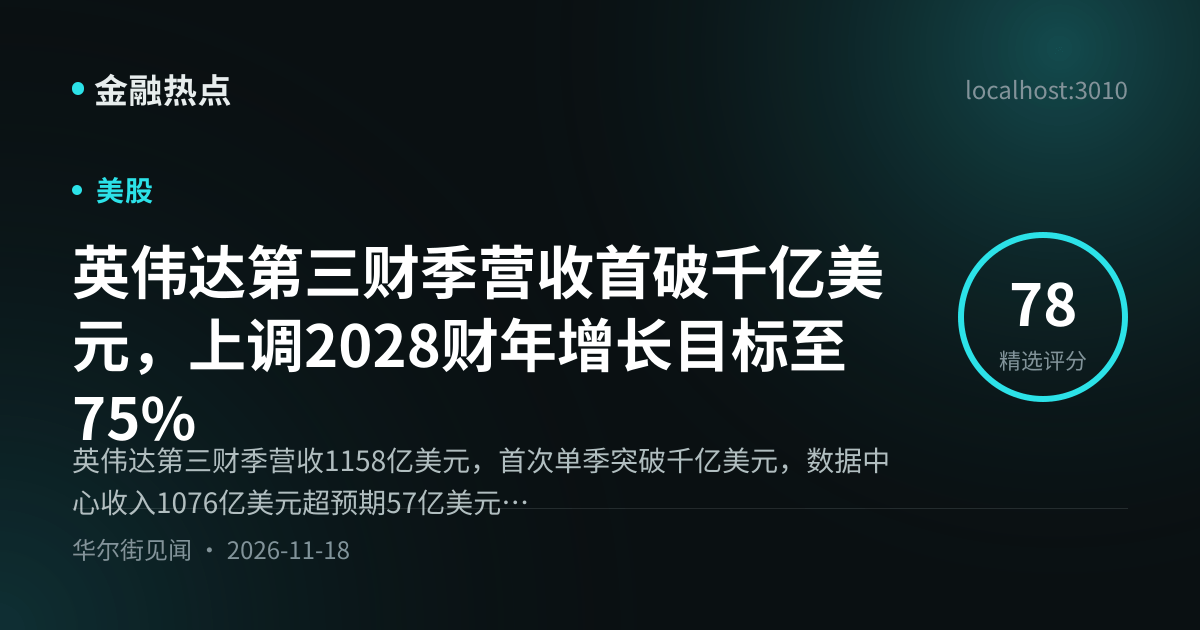 金融热点
localhost:3010
美股
英伟达第三财季营收首破千亿美
元，上调2028财年增长目标至
75%
78
精选评分
英伟达第三财季营收1158亿美元，首次单季突破千亿美元，数据中
心收入1076亿美元超预期57亿美元…
华尔街见闻 · 2026-11-18